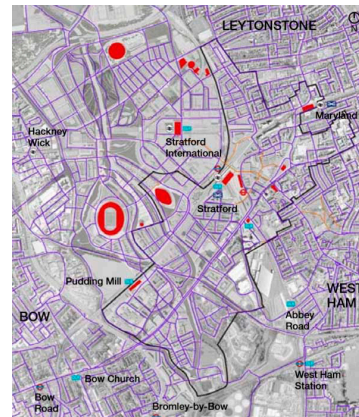 LEYTONSTONE
N
Maryland
Hackney
Wick
Stratford
International
Stratford
Pudding Mill
WEST
HAM
BOW
Abbey
Road
Bow Church
West Ham
Station
Bow
Road
Bromley-by-Bow